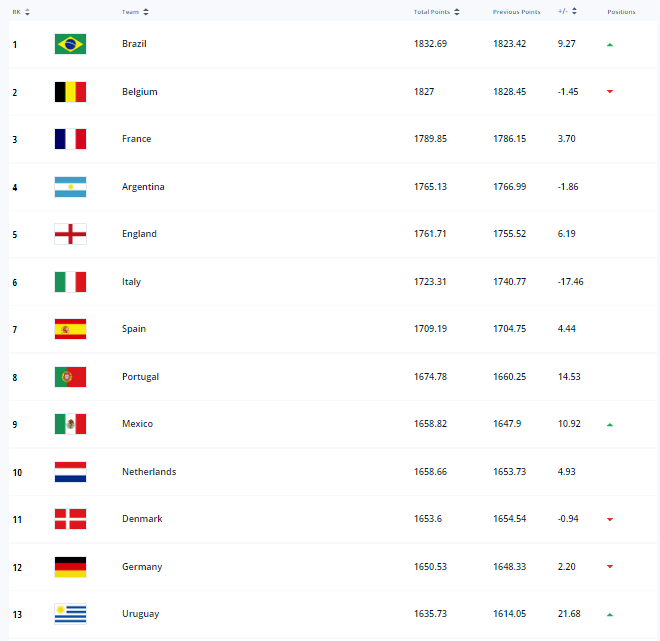 RK Team Total Points Previous Points +/- Positions
1 Brazil 1832.69 1823.42 9.27
2 Belgium 1827 1828.45 -1.45
3 France 1789.85 1786.15 3.70
4 Argentina 1765.13 1766.99 -1.86
5 England 1761.71 1755.52 6.19
6 Italy 1723.31 1740.77 -17.46
7 Spain 1709.19 1704.75 4.44
8 Portugal 1674.78 1660.25 14.53
9 Mexico 1658.82 1647.9 10.92
10 Netherlands 1658.66 1653.73 4.93
11 Denmark 1653.6 1654.54 -0.94
12 Germany 1650.53 1648.33 2.20
13 Uruguay 1635.73 1614.05 21.68